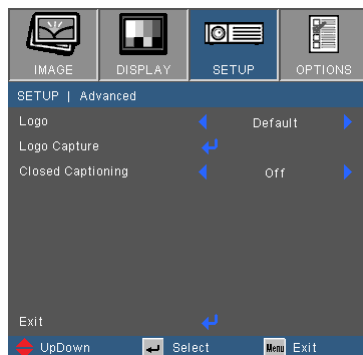 IMAGE DISPLAY SETUP OPTIONS
SETUP | Advanced
Logo Default
Logo Capture
Closed Captioning Off
Exit
UpDown Select Menu Exit